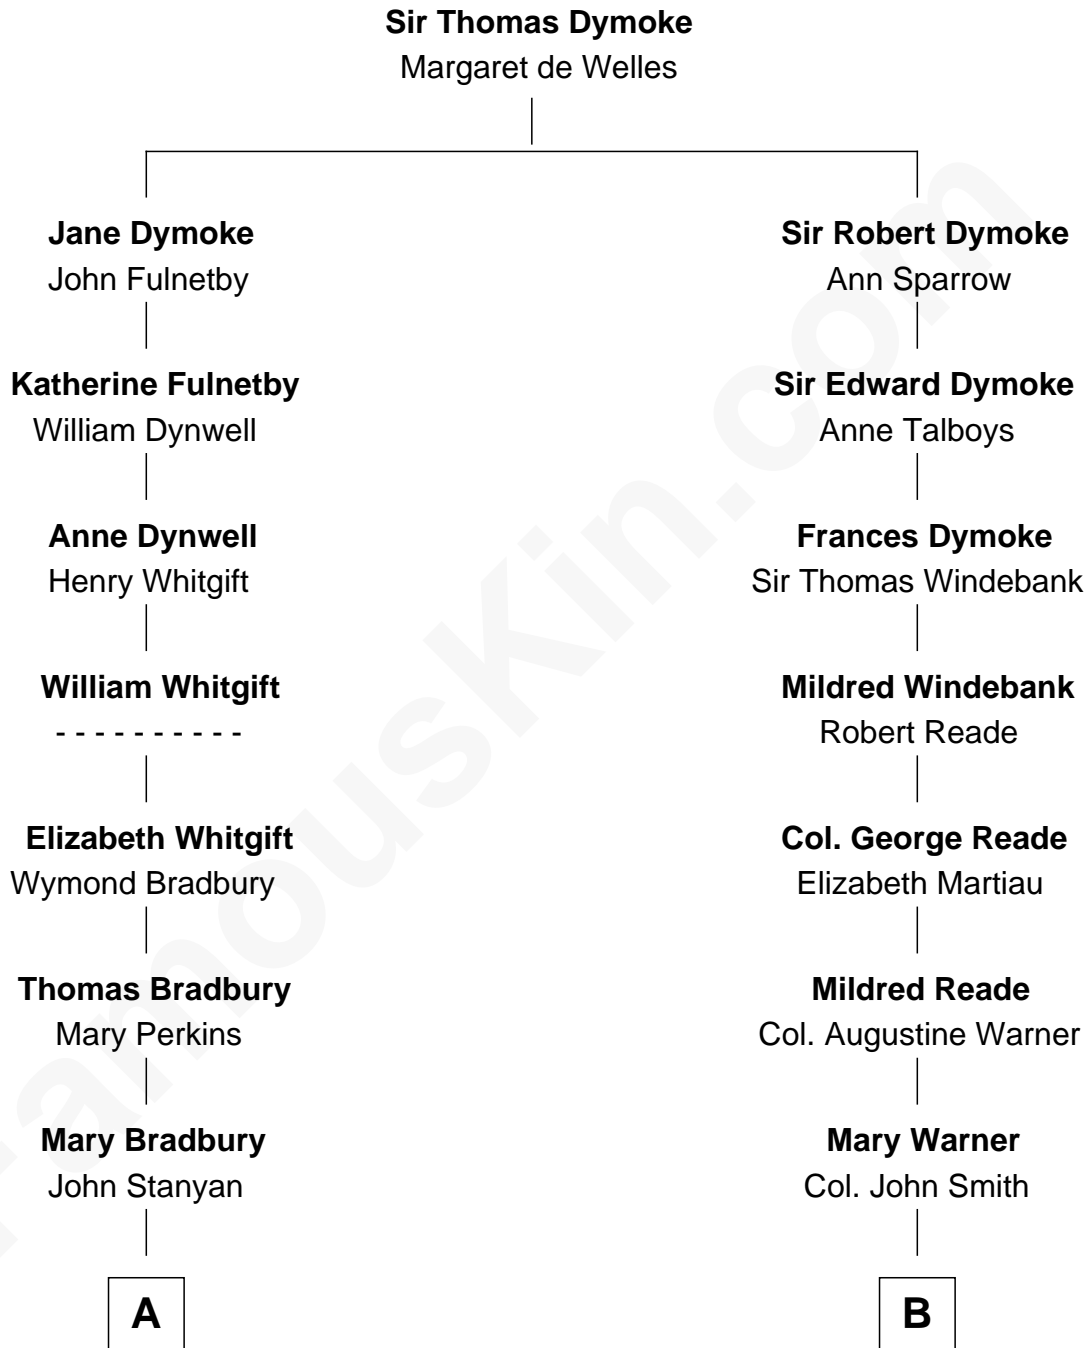 Sir Thomas Dymoke
Margaret de Welles
Jane Dymoke
John Fulnetby
Katherine Fulnetby
William Dynwell
Anne Dynwell
Henry Whitgift
William Whitgift
- - - - - - - - - -
Elizabeth Whitgift
Wymond Bradbury
Thomas Bradbury
Mary Perkins
Mary Bradbury
John Stanyan
A
Sir Robert Dymoke
Ann Sparrow
Sir Edward Dymoke
Anne Talboys
Frances Dymoke
Sir Thomas Windebank
Mildred Windebank
Robert Reade
Col. George Reade
Elizabeth Martiau
Mildred Reade
Col. Augustine Warner
Mary Warner
Col. John Smith
B
FamousKin.com